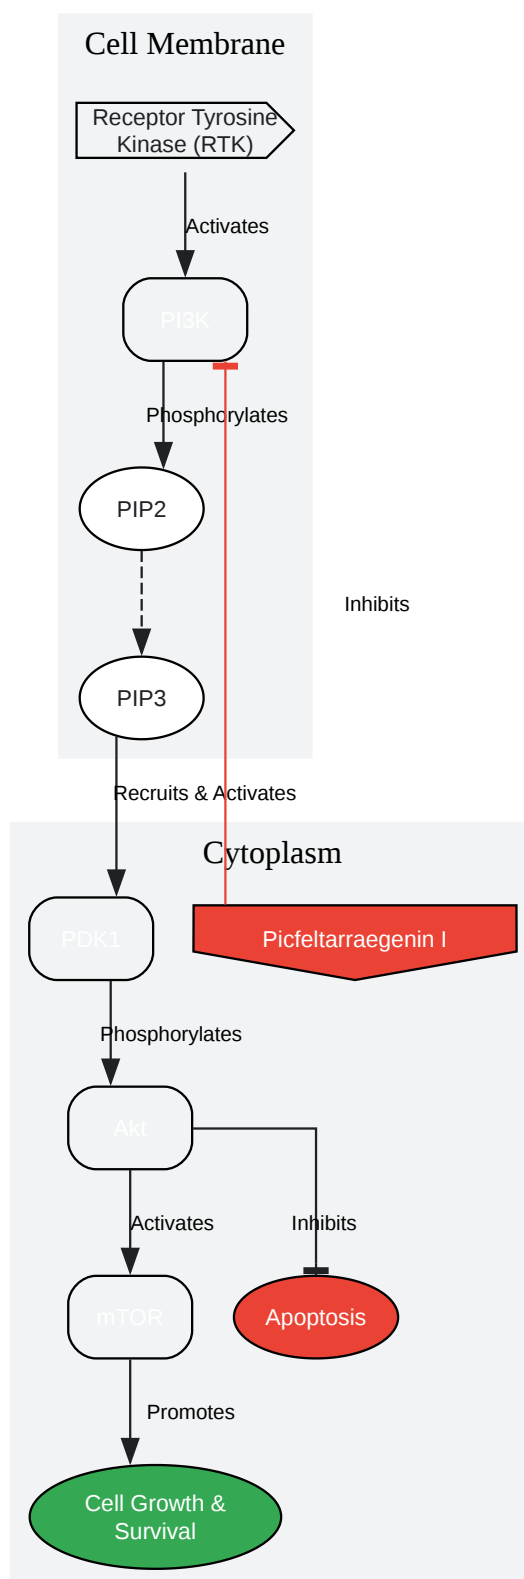 Cell Membrane
Receptor Tyrosine
Kinase (RTK)
Activates
PI3K
Phosphorylates
PIP2
Inhibits
PIP3
Recruits & Activates
Cytoplasm
PDK1
Picfeltarraegenin I
Phosphorylates
Akt
Activates
Inhibits
mTOR
Apoptosis
Promotes
Cell Growth &
Survival